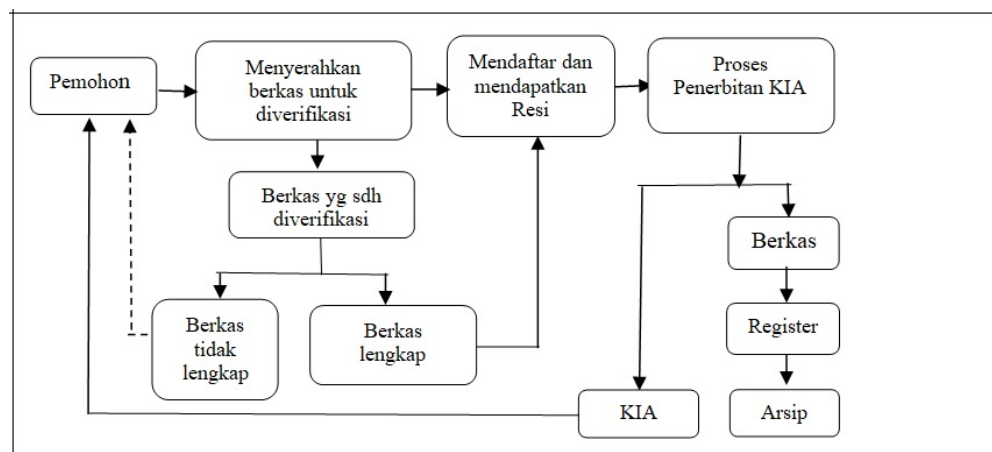 Pemohon
Menyerahkan
berkas untuk
diverifikasi
Mendaftar dan
mendapatkan
Resi
Proses
Penerbitan KIA
Berkas yg sdh
diverifikasi
Berkas
tidak
lengkap
Berkas
lengkap
Berkas
Register
KIA
Arsip